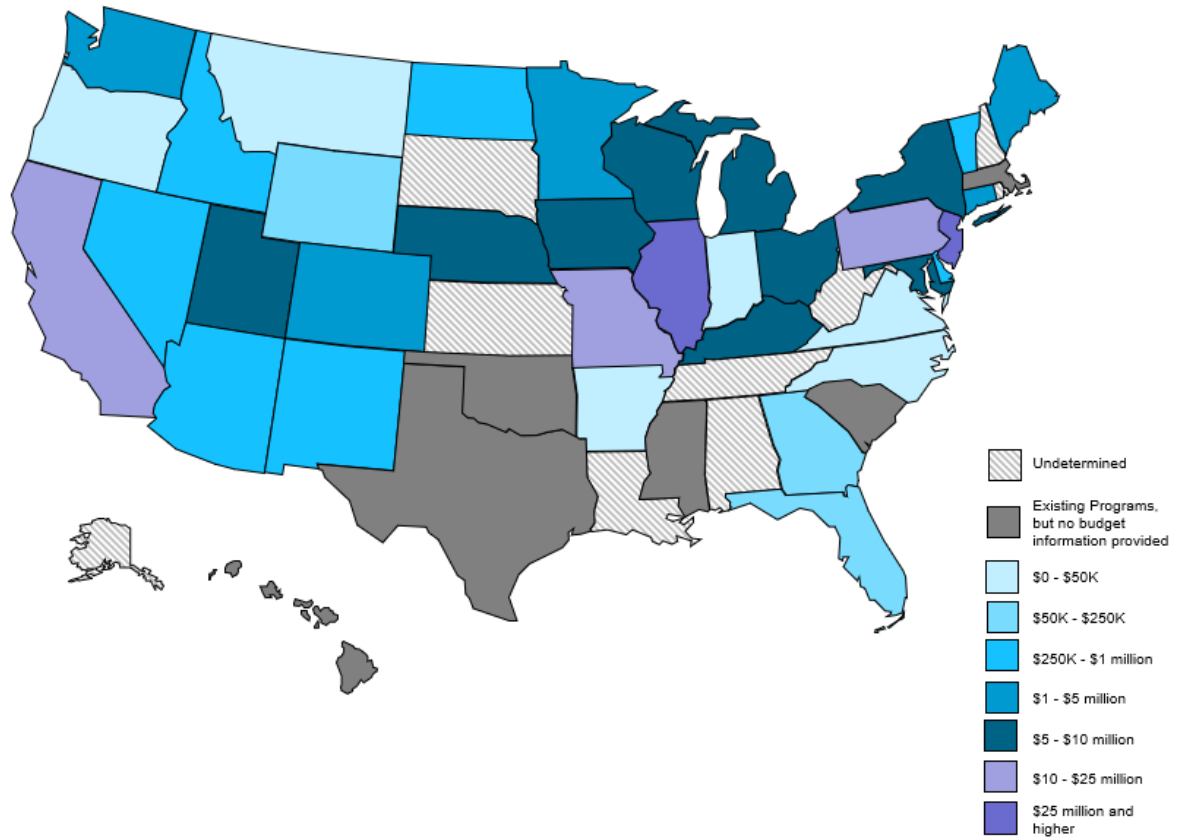 Undetermined
Existing Programs,
but no budget
information provided
$0 - $50K
$50K - $250K
$250K - $1 million
$1 - $5 million
$5 - $10 million
$10 - $25 million
$25 million and
higher